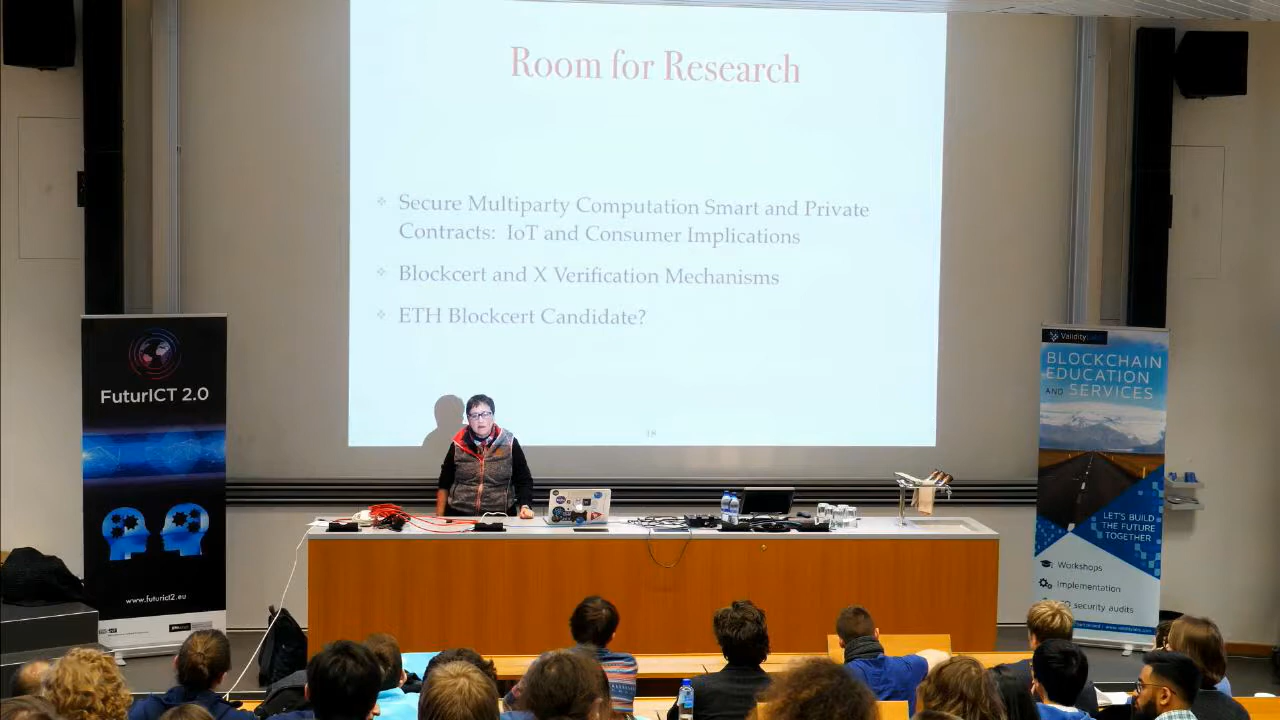 Room for Research
Secure Multiparty Computation Smart and Private
Contracts: IoT and Consumer Implications
Blockcert and X Verification Mechanisms
ETH Blockcert Candidate?
18
FuturICT 2.0
www.futurict2.eu
Validity
BLOCKCHAIN
EDUCATION
AND SERVICES
LET'S BUILD
THE FUTURE
TOGETHER
Workshops
Implementation
security audits